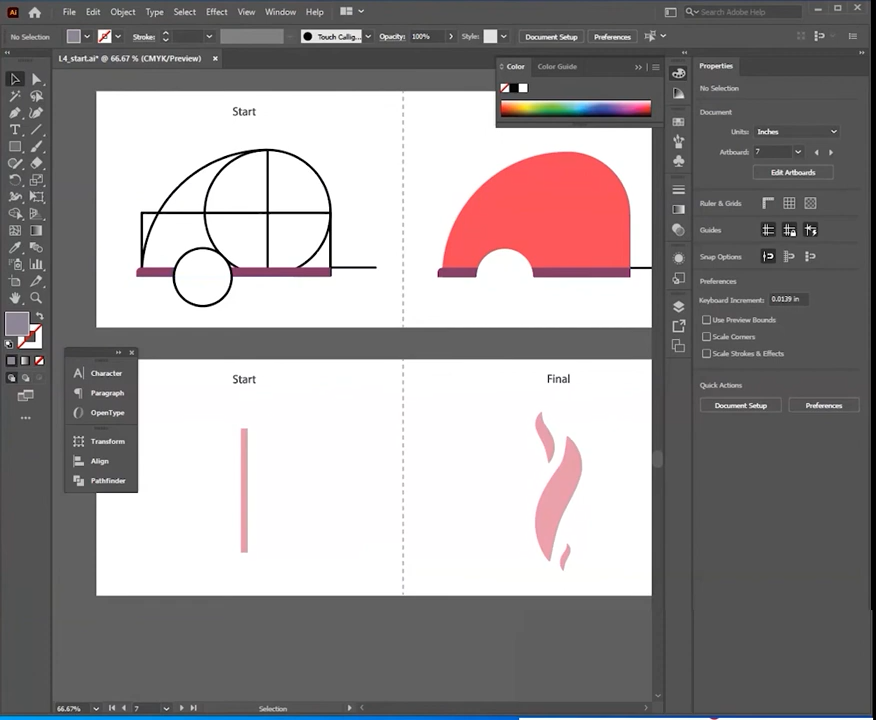 Ai File Edit Object Type Select Effect View Window Help Search Adobe Help
No Selection Stroke: Touch Callig... Opacity: 100% Style: Document Setup Preferences
L4_start.ai* @ 66.67 % (CMYK/Preview)
Color Color Guide
Properties
No Selection
Document
Units: Inches
Artboard: 7
Edit Artboards
Ruler & Grids
Guides
Snap Options
Preferences
Keyboard Increment: 0.0139 in
Use Preview Bounds
Scale Corners
Scale Strokes & Effects
Quick Actions
Document Setup Preferences
Start
Character
Paragraph
OpenType
Transform
Align
Pathfinder
Start Final
66.67% 7 Selection